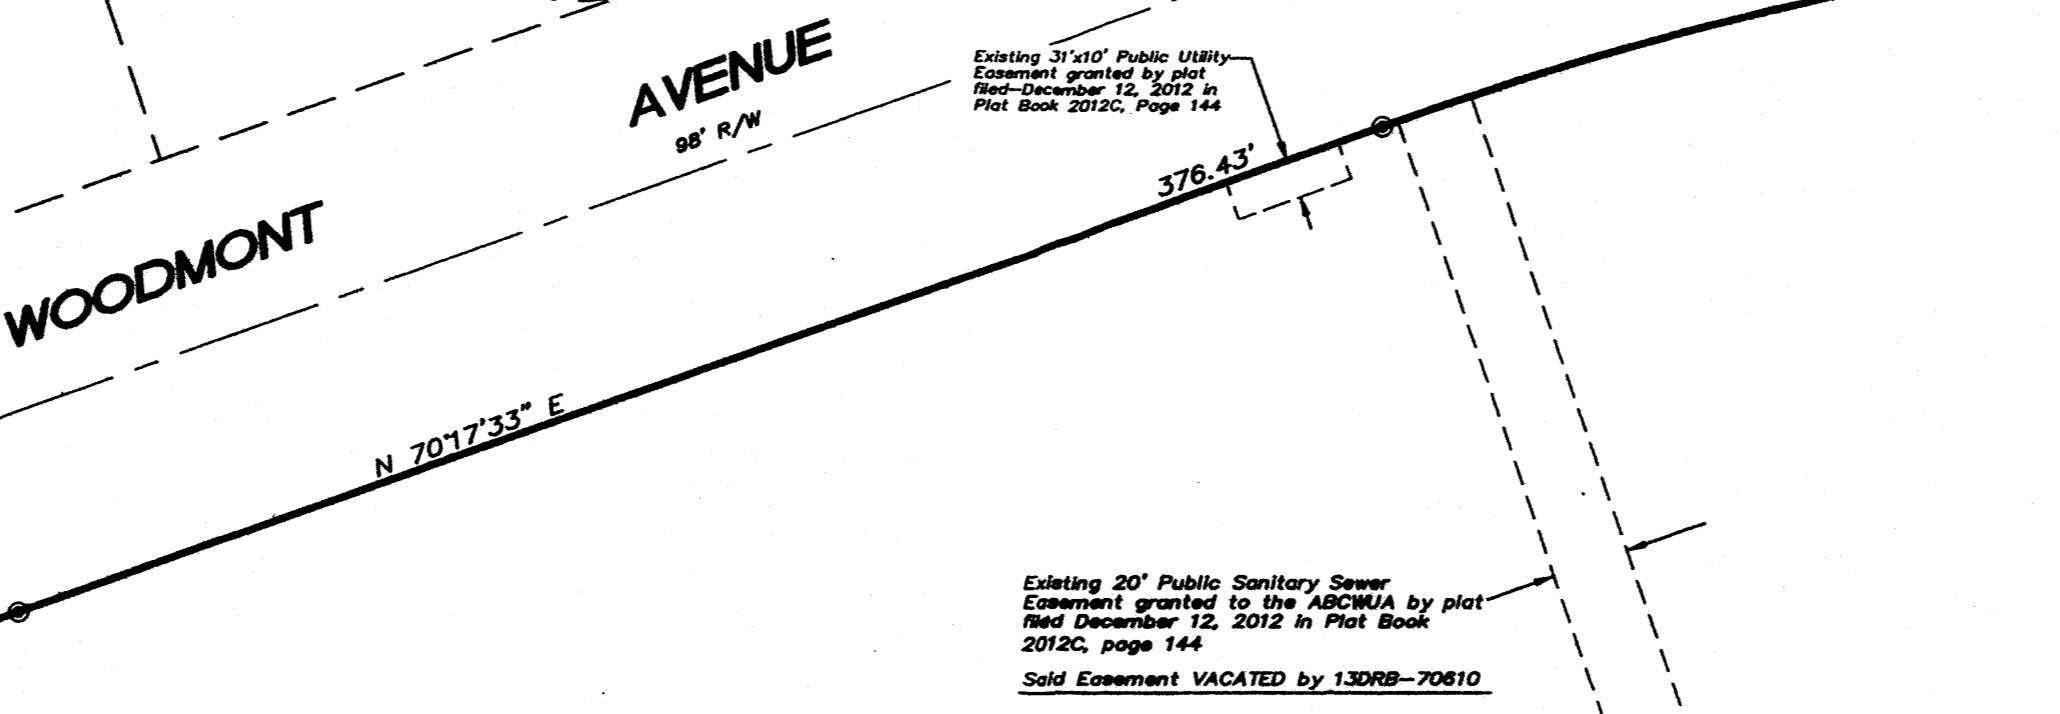 WOODMONT AVENUE
98' R/W
Existing 31'x10' Public Utility
Easement granted by plat
filed-December 12, 2012 in
Plat Book 2012C, Page 144
376.43'
N 70°17'33" E
Existing 20' Public Sanitary Sewer
Easement granted to the ABCWUA by plat
filed December 12, 2012 in Plat Book
2012C, page 144
Said Easement VACATED by 13DRB-70610